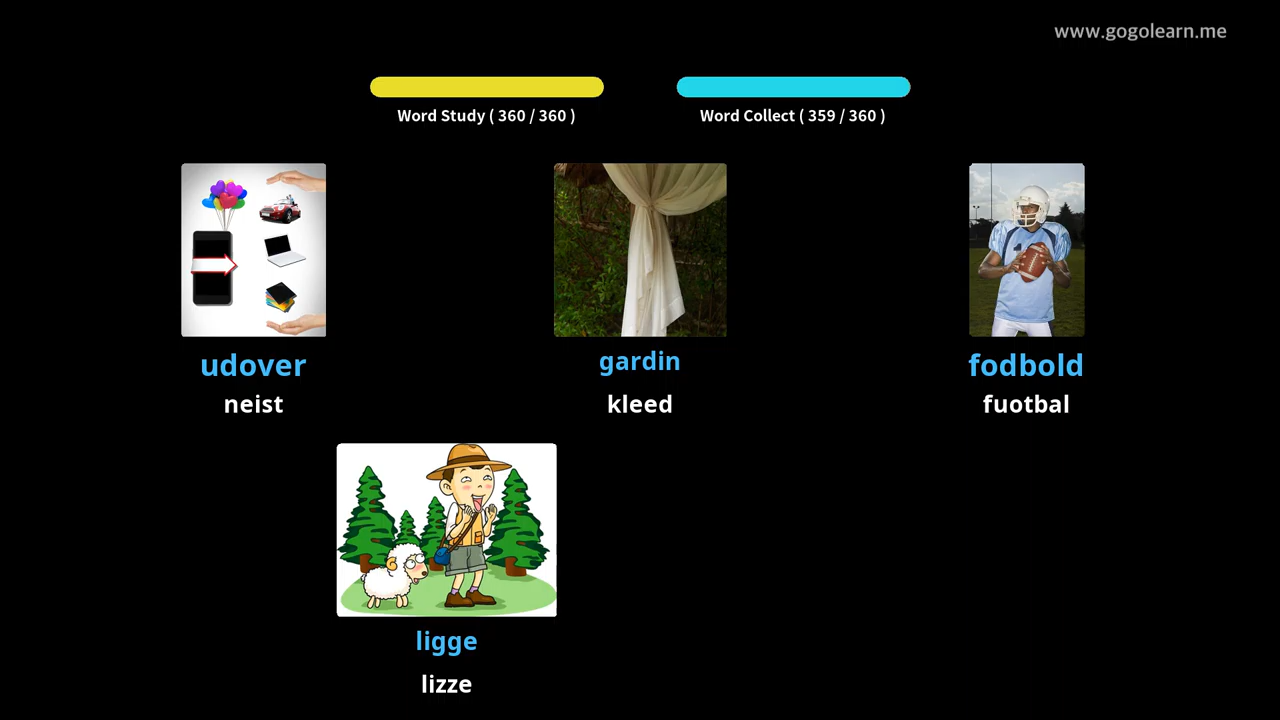 www.gogolearn.me
Word Study ( 360 / 360 )
Word Collect ( 359 / 360 )
udover
neist
gardin
kleed
fodbold
fuotbal
ligge
lizze